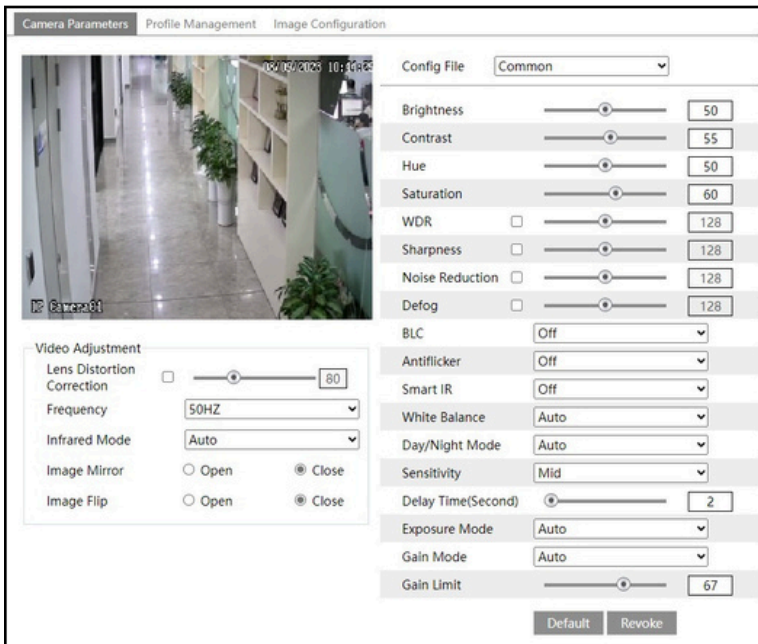 Camera Parameters Profile Management Image Configuration
Config File Common
Brightness 50
Contrast 55
Hue 50
Saturation 60
WDR 128
Sharpness 128
Noise Reduction 128
Defog 128
BLC Off
Antiflicker Off
Smart IR Off
White Balance Auto
Day/Night Mode Auto
Sensitivity Mid
Delay Time(Second) 2
Exposure Mode Auto
Gain Mode Auto
Gain Limit 67
Default Revoke
IP Camera01
Video Adjustment
Lens Distortion
Correction 80
Frequency 50HZ
Infrared Mode Auto
Image Mirror Open Close
Image Flip Open Close